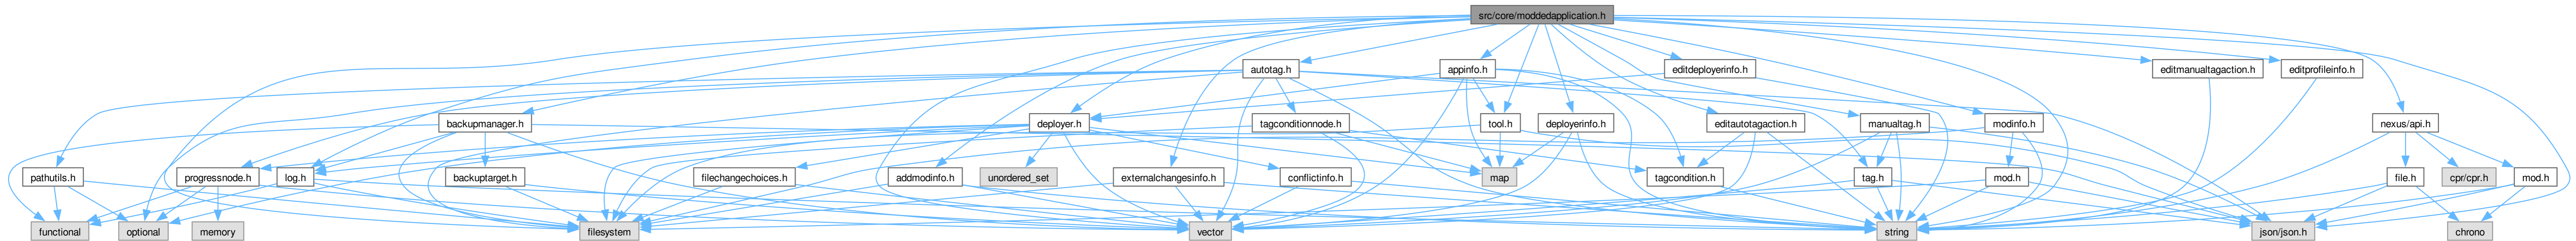 src/core/moddedapplication.h
autotag.h
appinfo.h
editdeployerinfo.h
editmanualtagaction.h
editprofileinfo.h
backupmanager.h
deployer.h
tagconditionnode.h
tool.h
deployerinfo.h
editautotagaction.h
manualtag.h
modinfo.h
nexus/api.h
pathutils.h
progressnode.h
log.h
backuptarget.h
filechangechoices.h
addmodinfo.h
unordered_set
externalchangesinfo.h
conflictinfo.h
map
tagcondition.h
tag.h
mod.h
file.h
cpr/cpr.h
mod.h
functional
optional
memory
filesystem
vector
string
json/json.h
chrono